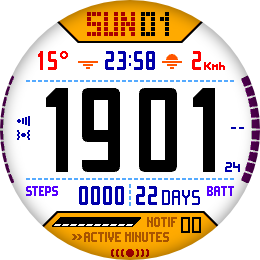 SUN01
15° 23:58 2Kmh
1901
--
24
STEPS 0000 22DAYS BATT
NOTIF 00
»ACTIVE MINUTES